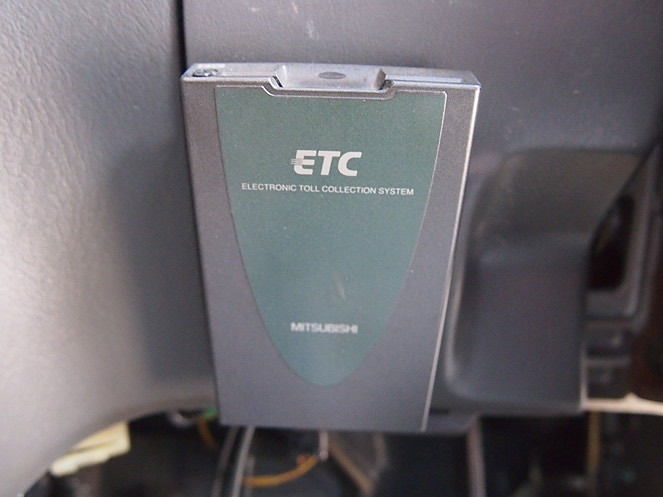 ETC
ELECTRONIC TOLL COLLECTION SYSTEM
MITSUBISHI